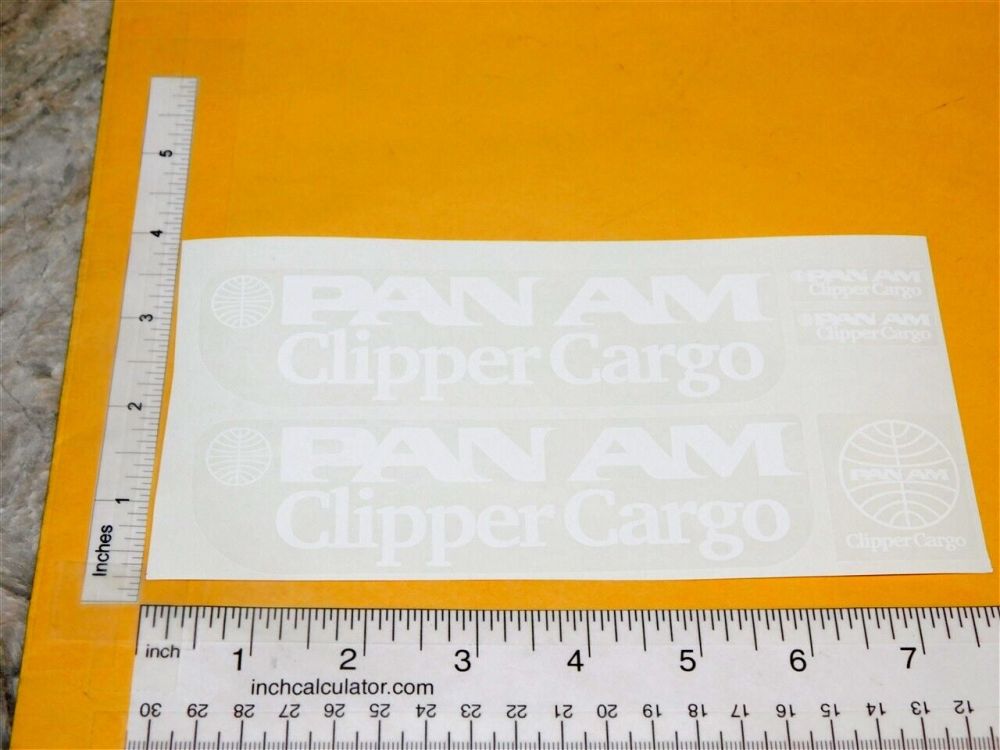 5
4
3
2
1
Inches
PAN AM
Clipper Cargo
PAN AM
Clipper Cargo
PAN AM
Clipper Cargo
PAN AM
Clipper Cargo
PAN AM
Clipper Cargo
inch 1 2 3 4 5 6 7
inchcalculator.com
30 29 28 27 26 25 24 23 22 21 20 19 18 17 16 15 14 13 12